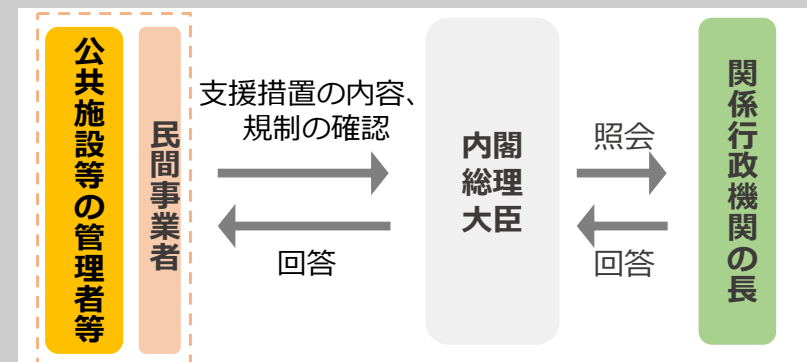 公共施設等の管理者等
民間事業者
支援措置の内容、
規制の確認
回答
内閣
総理
大臣
照会
回答
関係行政機関の長